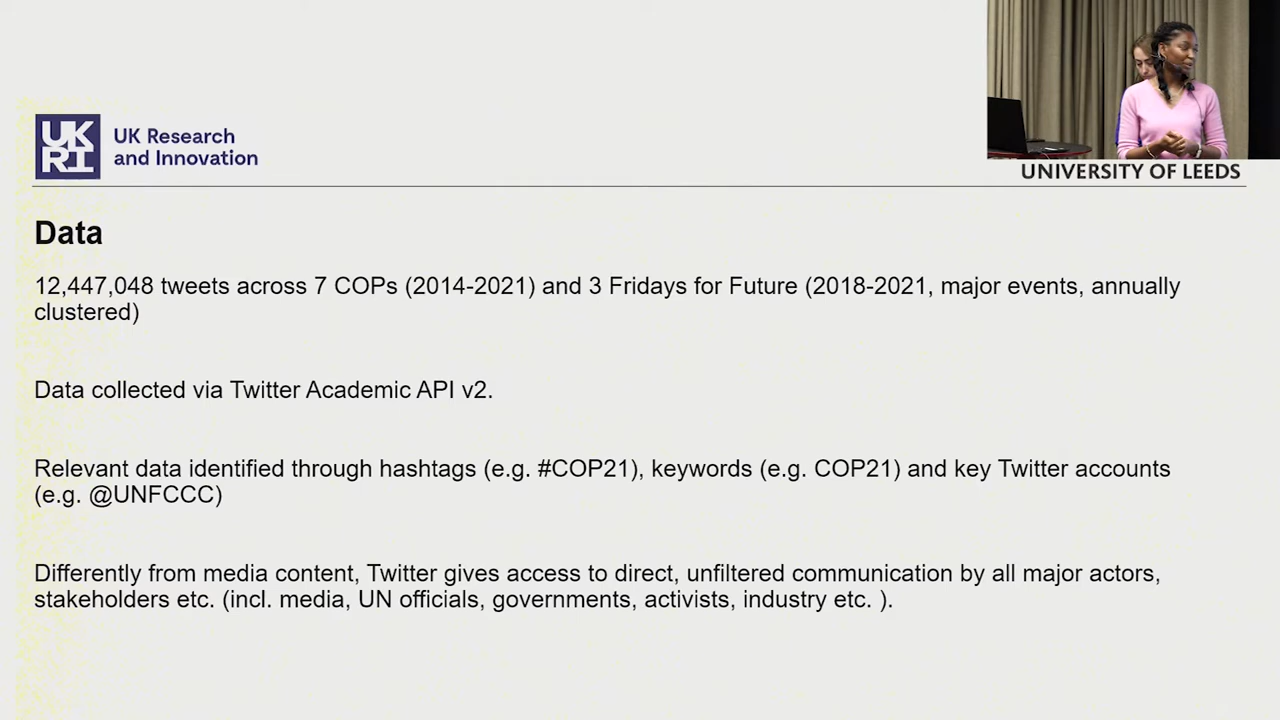 UK
RI
UK Research
and Innovation
UNIVERSITY OF LEEDS
Data
12,447,048 tweets across 7 COPs (2014-2021) and 3 Fridays for Future (2018-2021, major events, annually
clustered)
Data collected via Twitter Academic API v2.
Relevant data identified through hashtags (e.g. #COP21), keywords (e.g. COP21) and key Twitter accounts
(e.g. @UNFCCC)
Differently from media content, Twitter gives access to direct, unfiltered communication by all major actors,
stakeholders etc. (incl. media, UN officials, governments, activists, industry etc. ).